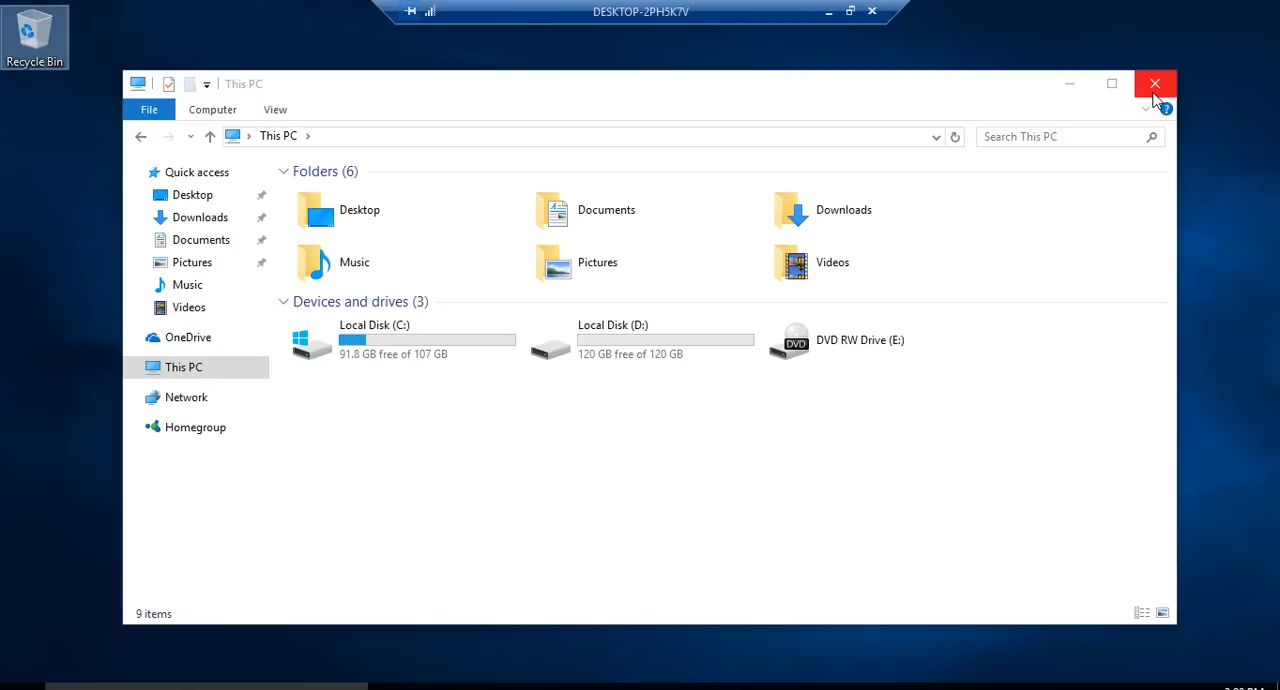 DESKTOP-2PH5K7V
Recycle Bin
This PC
File Computer View
This PC
Search This PC
Quick access
Desktop
Downloads
Documents
Pictures
Music
Videos
OneDrive
This PC
Network
Homegroup
Folders (6)
Desktop Documents Downloads
Music Pictures Videos
Devices and drives (3)
Local Disk (C:)
91.8 GB free of 107 GB
Local Disk (D:)
120 GB free of 120 GB
DVD
DVD RW Drive (E:)
9 items